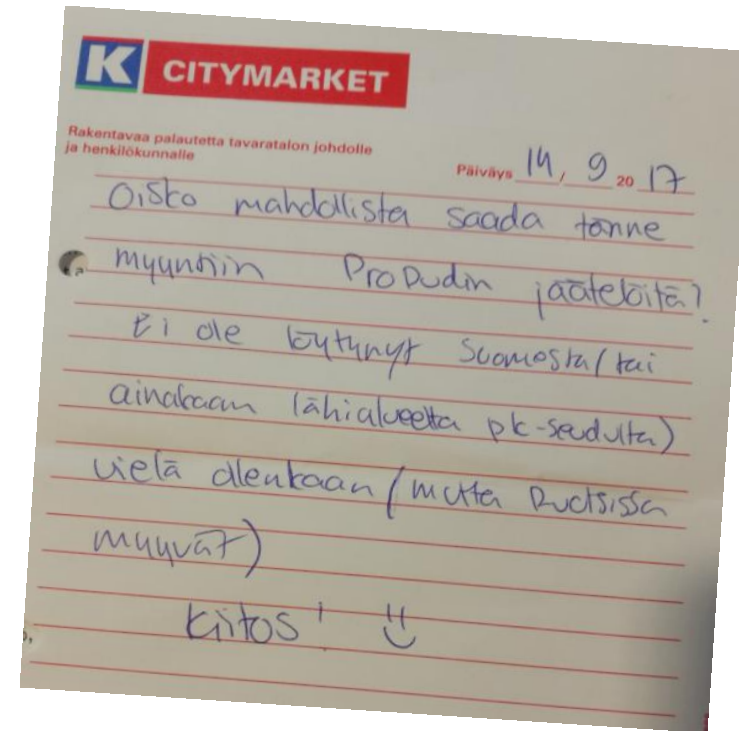 K CITYMARKET
Rakentavaa palautetta tavaratalon johdolle
ja henkilökunnalle
Päiväys 14, 9 20 17
Oisko mahdollista saada tänne
myyntiin ProPudin jäätelöitä?
Ei ole löytynyt Suomesta (tai
ainakaan lähialueelta pk-seudulta)
vielä ollenkaan (mutta Ruotsissa
myyvät)
Kiitos! :)